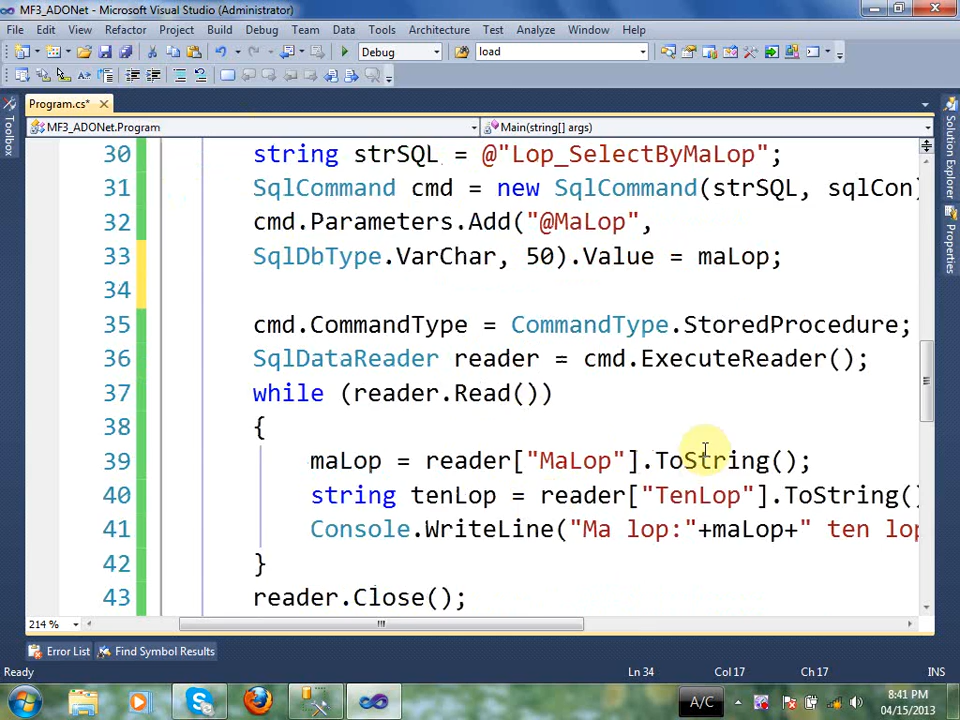 MF3_ADONet - Microsoft Visual Studio (Administrator)
File Edit View Refactor Project Build Debug Team Data Tools Architecture Test Analyze Window Help
Debug load
Program.cs*
MF3_ADONet.Program Main(string[] args)
Toolbox
Solution Explorer
Properties
30 string strSQL = @"Lop_SelectByMaLop";
31 SqlCommand cmd = new SqlCommand(strSQL, sqlCon)
32 cmd.Parameters.Add("@MaLop",
33 SqlDbType.VarChar, 50).Value = maLop;
34
35 cmd.CommandType = CommandType.StoredProcedure;
36 SqlDataReader reader = cmd.ExecuteReader();
37 while (reader.Read())
38 {
39 maLop = reader["MaLop"].ToString();
40 string tenLop = reader["TenLop"].ToString()
41 Console.WriteLine("Ma lop:"+maLop+" ten lop
42 }
43 reader.Close();
214 %
Error List Find Symbol Results
Ready Ln 34 Col 17 Ch 17 INS
A/C 8:41 PM
04/15/2013